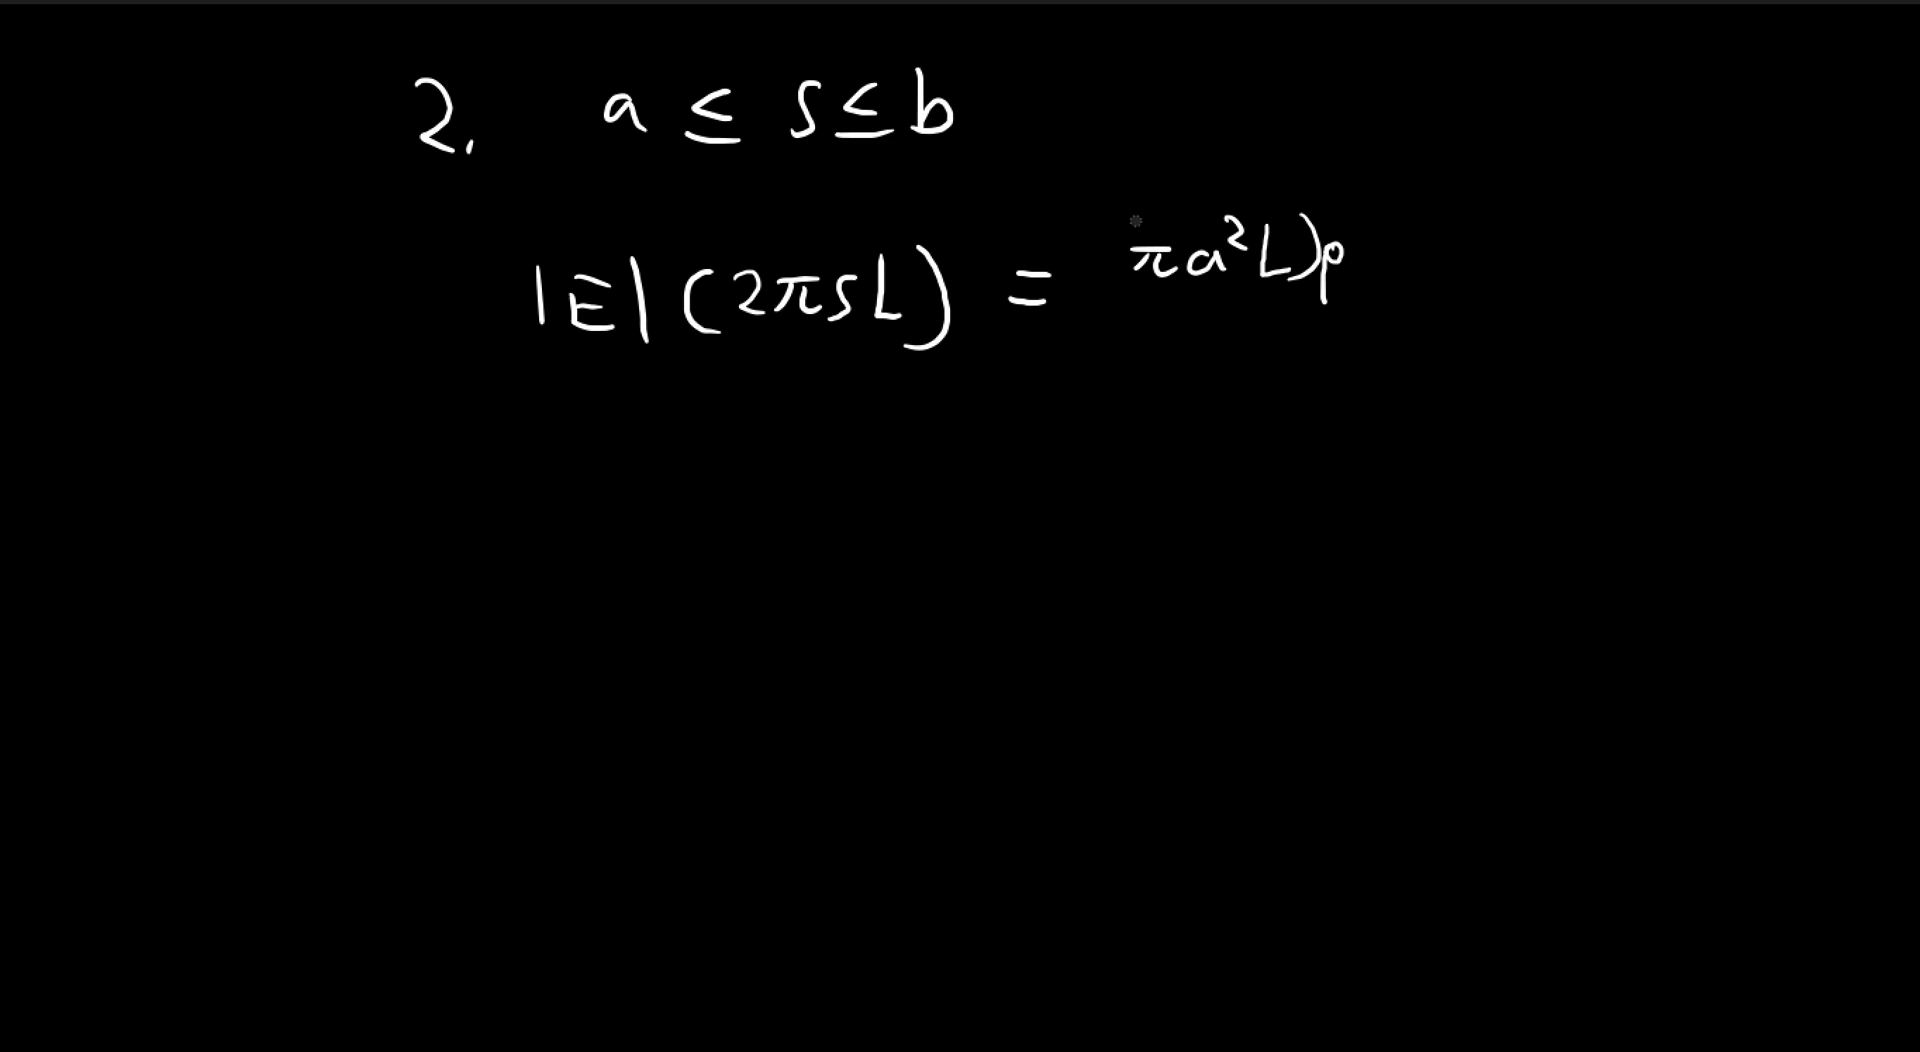 2. a ≤ s ≤ b
|E| (2πsL) = πa²L)ρ